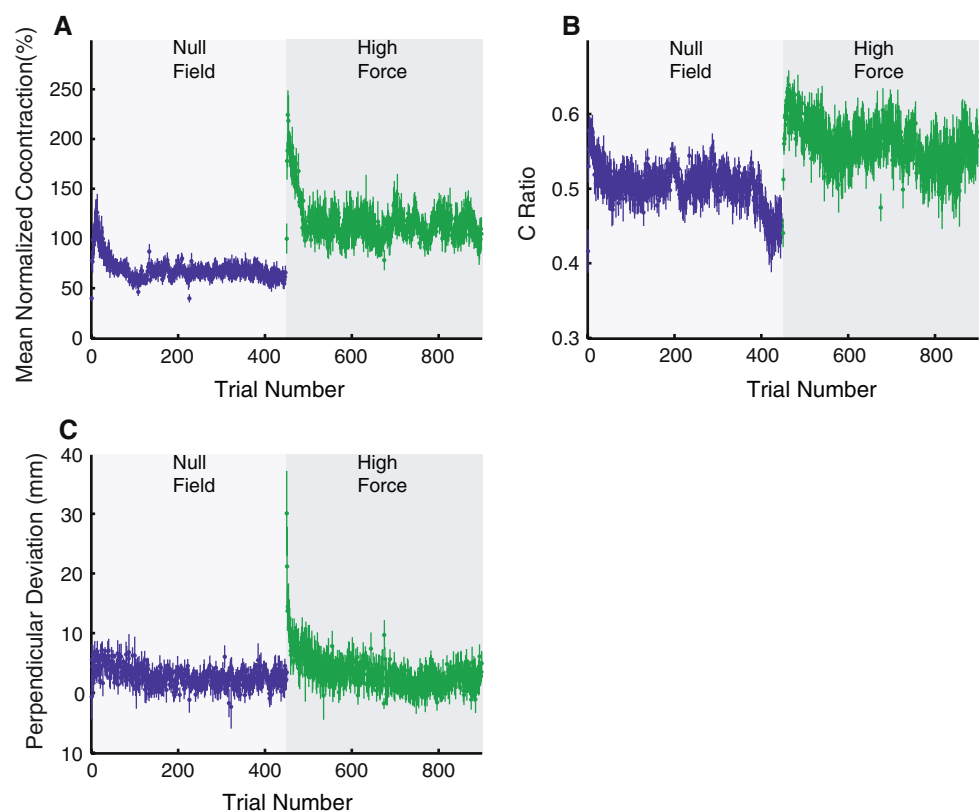 A
Null
Field
High
Force
Mean Normalized Cocontraction(%)
250
200
150
100
50
0
0
200
400
600
800
Trial Number
B
Null
Field
High
Force
C Ratio
0.6
0.5
0.4
0.3
0
200
400
600
800
Trial Number
C
Null
Field
High
Force
Perpendicular Deviation (mm)
40
30
20
10
0
10
0
200
400
600
800
Trial Number